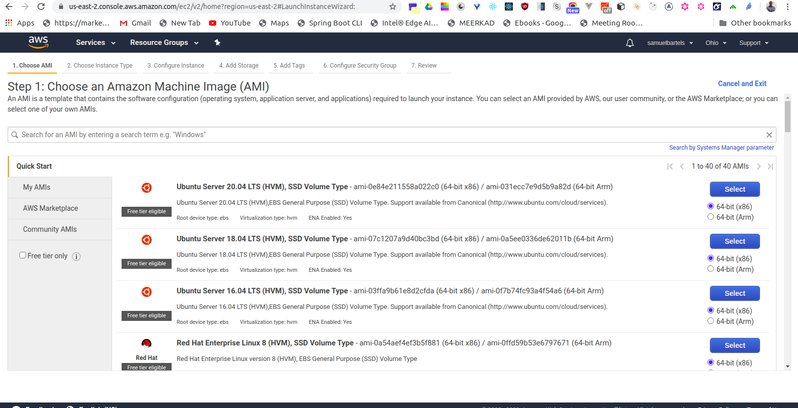 us-east-2.console.aws.amazon.com/ec2/v2/home?region=us-east-2#LaunchInstanceWizard:
Apps https://marke... Gmail New Tab YouTube Maps Spring Boot CLI Intel® Edge AI... MEERKAD Ebooks - Goog... Meeting Roo... Other bookmarks
New
off
aws Services Resource Groups samuelbartels Ohio Support
1. Choose AMI 2. Choose Instance Type 3. Configure Instance 4. Add Storage 5. Add Tags 6. Configure Security Group 7. Review
Step 1: Choose an Amazon Machine Image (AMI) Cancel and Exit
An AMI is a template that contains the software configuration (operating system, application server, and applications) required to launch your instance. You can select an AMI provided by AWS, our user community, or the AWS Marketplace; or you can
select one of your own AMIs.
Search for an AMI by entering a search term e.g. "Windows"
Search by Systems Manager parameter
Quick Start 1 to 40 of 40 AMIs
My AMIs
AWS Marketplace
Community AMIs
Free tier only
Ubuntu Server 20.04 LTS (HVM), SSD Volume Type - ami-0e84e211558a022c0 (64-bit x86) / ami-031ecc7e9d5b9a82d (64-bit Arm) Select
Ubuntu Server 20.04 LTS (HVM),EBS General Purpose (SSD) Volume Type. Support available from Canonical (http://www.ubuntu.com/cloud/services). 64-bit (x86)
Free tier eligible
Root device type: ebs Virtualization type: hvm ENA Enabled: Yes 64-bit (Arm)
Ubuntu Server 18.04 LTS (HVM), SSD Volume Type - ami-07c1207a9d40bc3bd (64-bit x86) / ami-0a5ee0336de62011b (64-bit Arm) Select
Ubuntu Server 18.04 LTS (HVM),EBS General Purpose (SSD) Volume Type. Support available from Canonical (http://www.ubuntu.com/cloud/services). 64-bit (x86)
Free tier eligible
Root device type: ebs Virtualization type: hvm ENA Enabled: Yes 64-bit (Arm)
Ubuntu Server 16.04 LTS (HVM), SSD Volume Type - ami-03ffa9b61e8d2cfda (64-bit x86) / ami-0f7b74fc93a4f54a6 (64-bit Arm) Select
Ubuntu Server 16.04 LTS (HVM),EBS General Purpose (SSD) Volume Type. Support available from Canonical (http://www.ubuntu.com/cloud/services). 64-bit (x86)
Free tier eligible
Root device type: ebs Virtualization type: hvm ENA Enabled: Yes 64-bit (Arm)
Red Hat Enterprise Linux 8 (HVM), SSD Volume Type - ami-0a54aef4ef3b5f881 (64-bit x86) / ami-0ffd59b53e6797671 (64-bit Arm) Select
Red Hat Red Hat Enterprise Linux version 8 (HVM), EBS General Purpose (SSD) Volume Type 64-bit (x86)
Free tier eligible